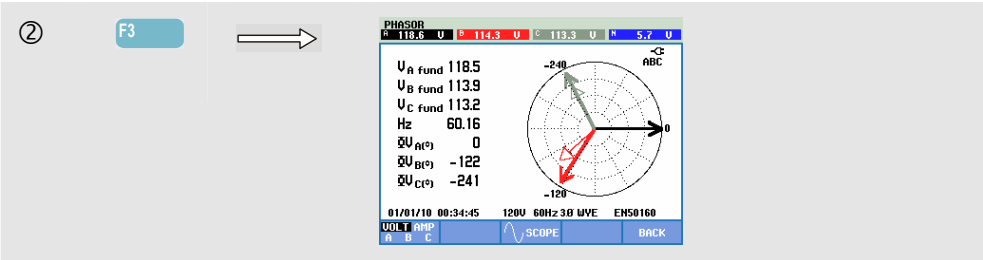 ②
F3
PHASOR
A 118.6 V B 114.3 V C 113.3 V N 5.7 V
ABC
VA fund 118.5
VB fund 113.9
VC fund 113.2
Hz 60.16
ΦVA(°) 0
ΦVB(°) -122
ΦVC(°) -241
-240
0
-120
01/01/10 00:34:45 120V 60Hz 3Ø WYE EN50160
VOLT AMP
A B C
SCOPE
BACK